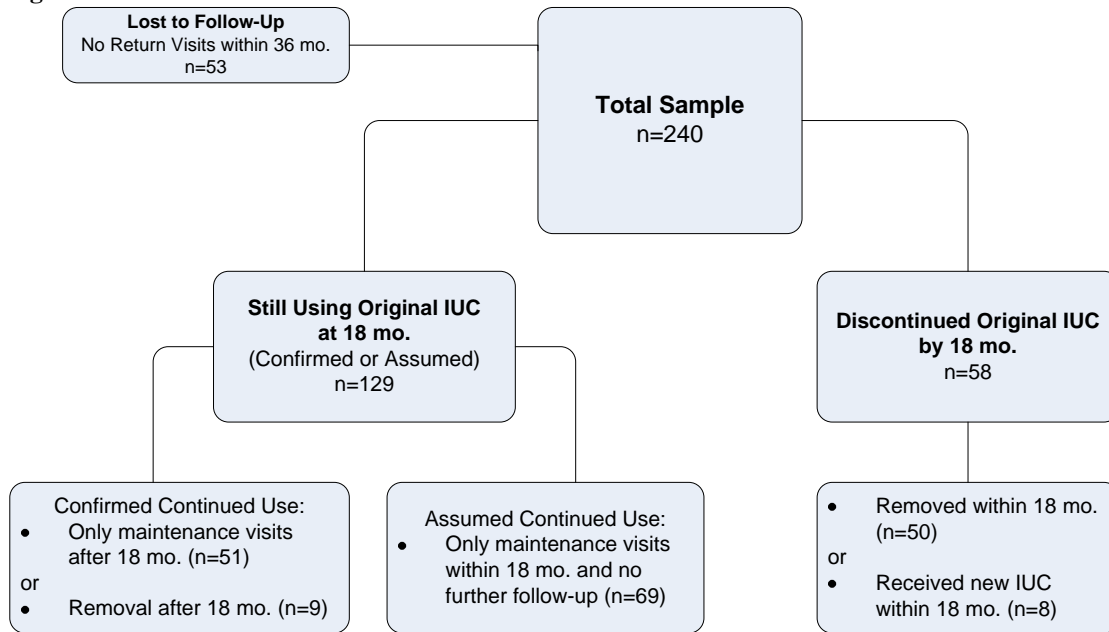 Lost to Follow-Up
No Return Visits within 36 mo.
n=53
Total Sample
n=240
Still Using Original IUC
at 18 mo.
(Confirmed or Assumed)
n=129
Discontinued Original IUC
by 18 mo.
n=58
Confirmed Continued Use:
• Only maintenance visits
after 18 mo. (n=51)
or
• Removal after 18 mo. (n=9)
Assumed Continued Use:
• Only maintenance visits
within 18 mo. and no
further follow-up (n=69)
• Removed within 18 mo.
(n=50)
or
• Received new IUC
within 18 mo. (n=8)